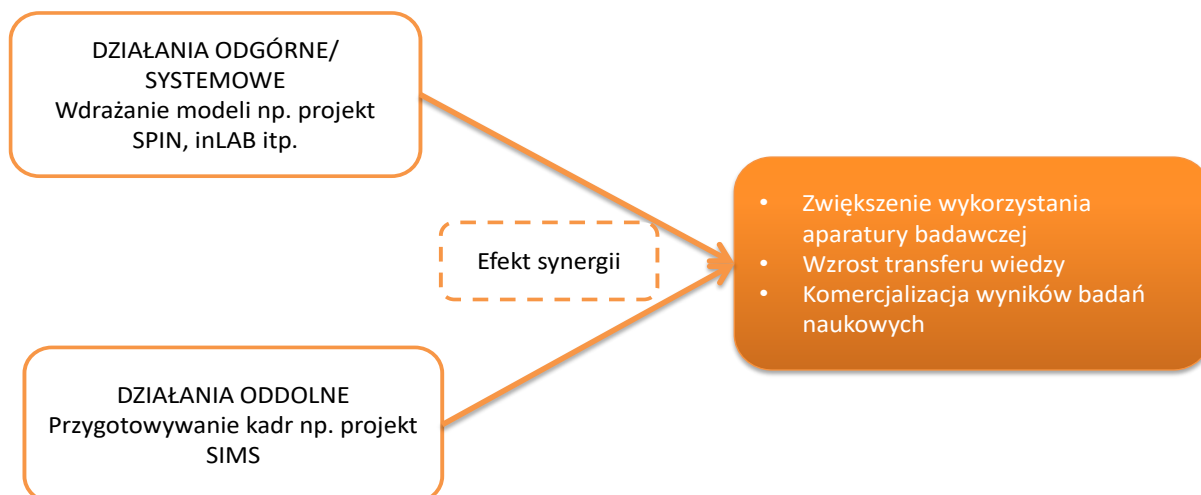 DZIAŁANIA ODGÓRNE/
SYSTEMOWE
Wdrażanie modeli np. projekt
SPIN, inLAB itp.
Efekt synergii
• Zwiększenie wykorzystania
aparatury badawczej
• Wzrost transferu wiedzy
• Komercjalizacja wyników badań
naukowych
DZIAŁANIA ODDOLNE
Przygotowywanie kadr np. projekt
SIMS